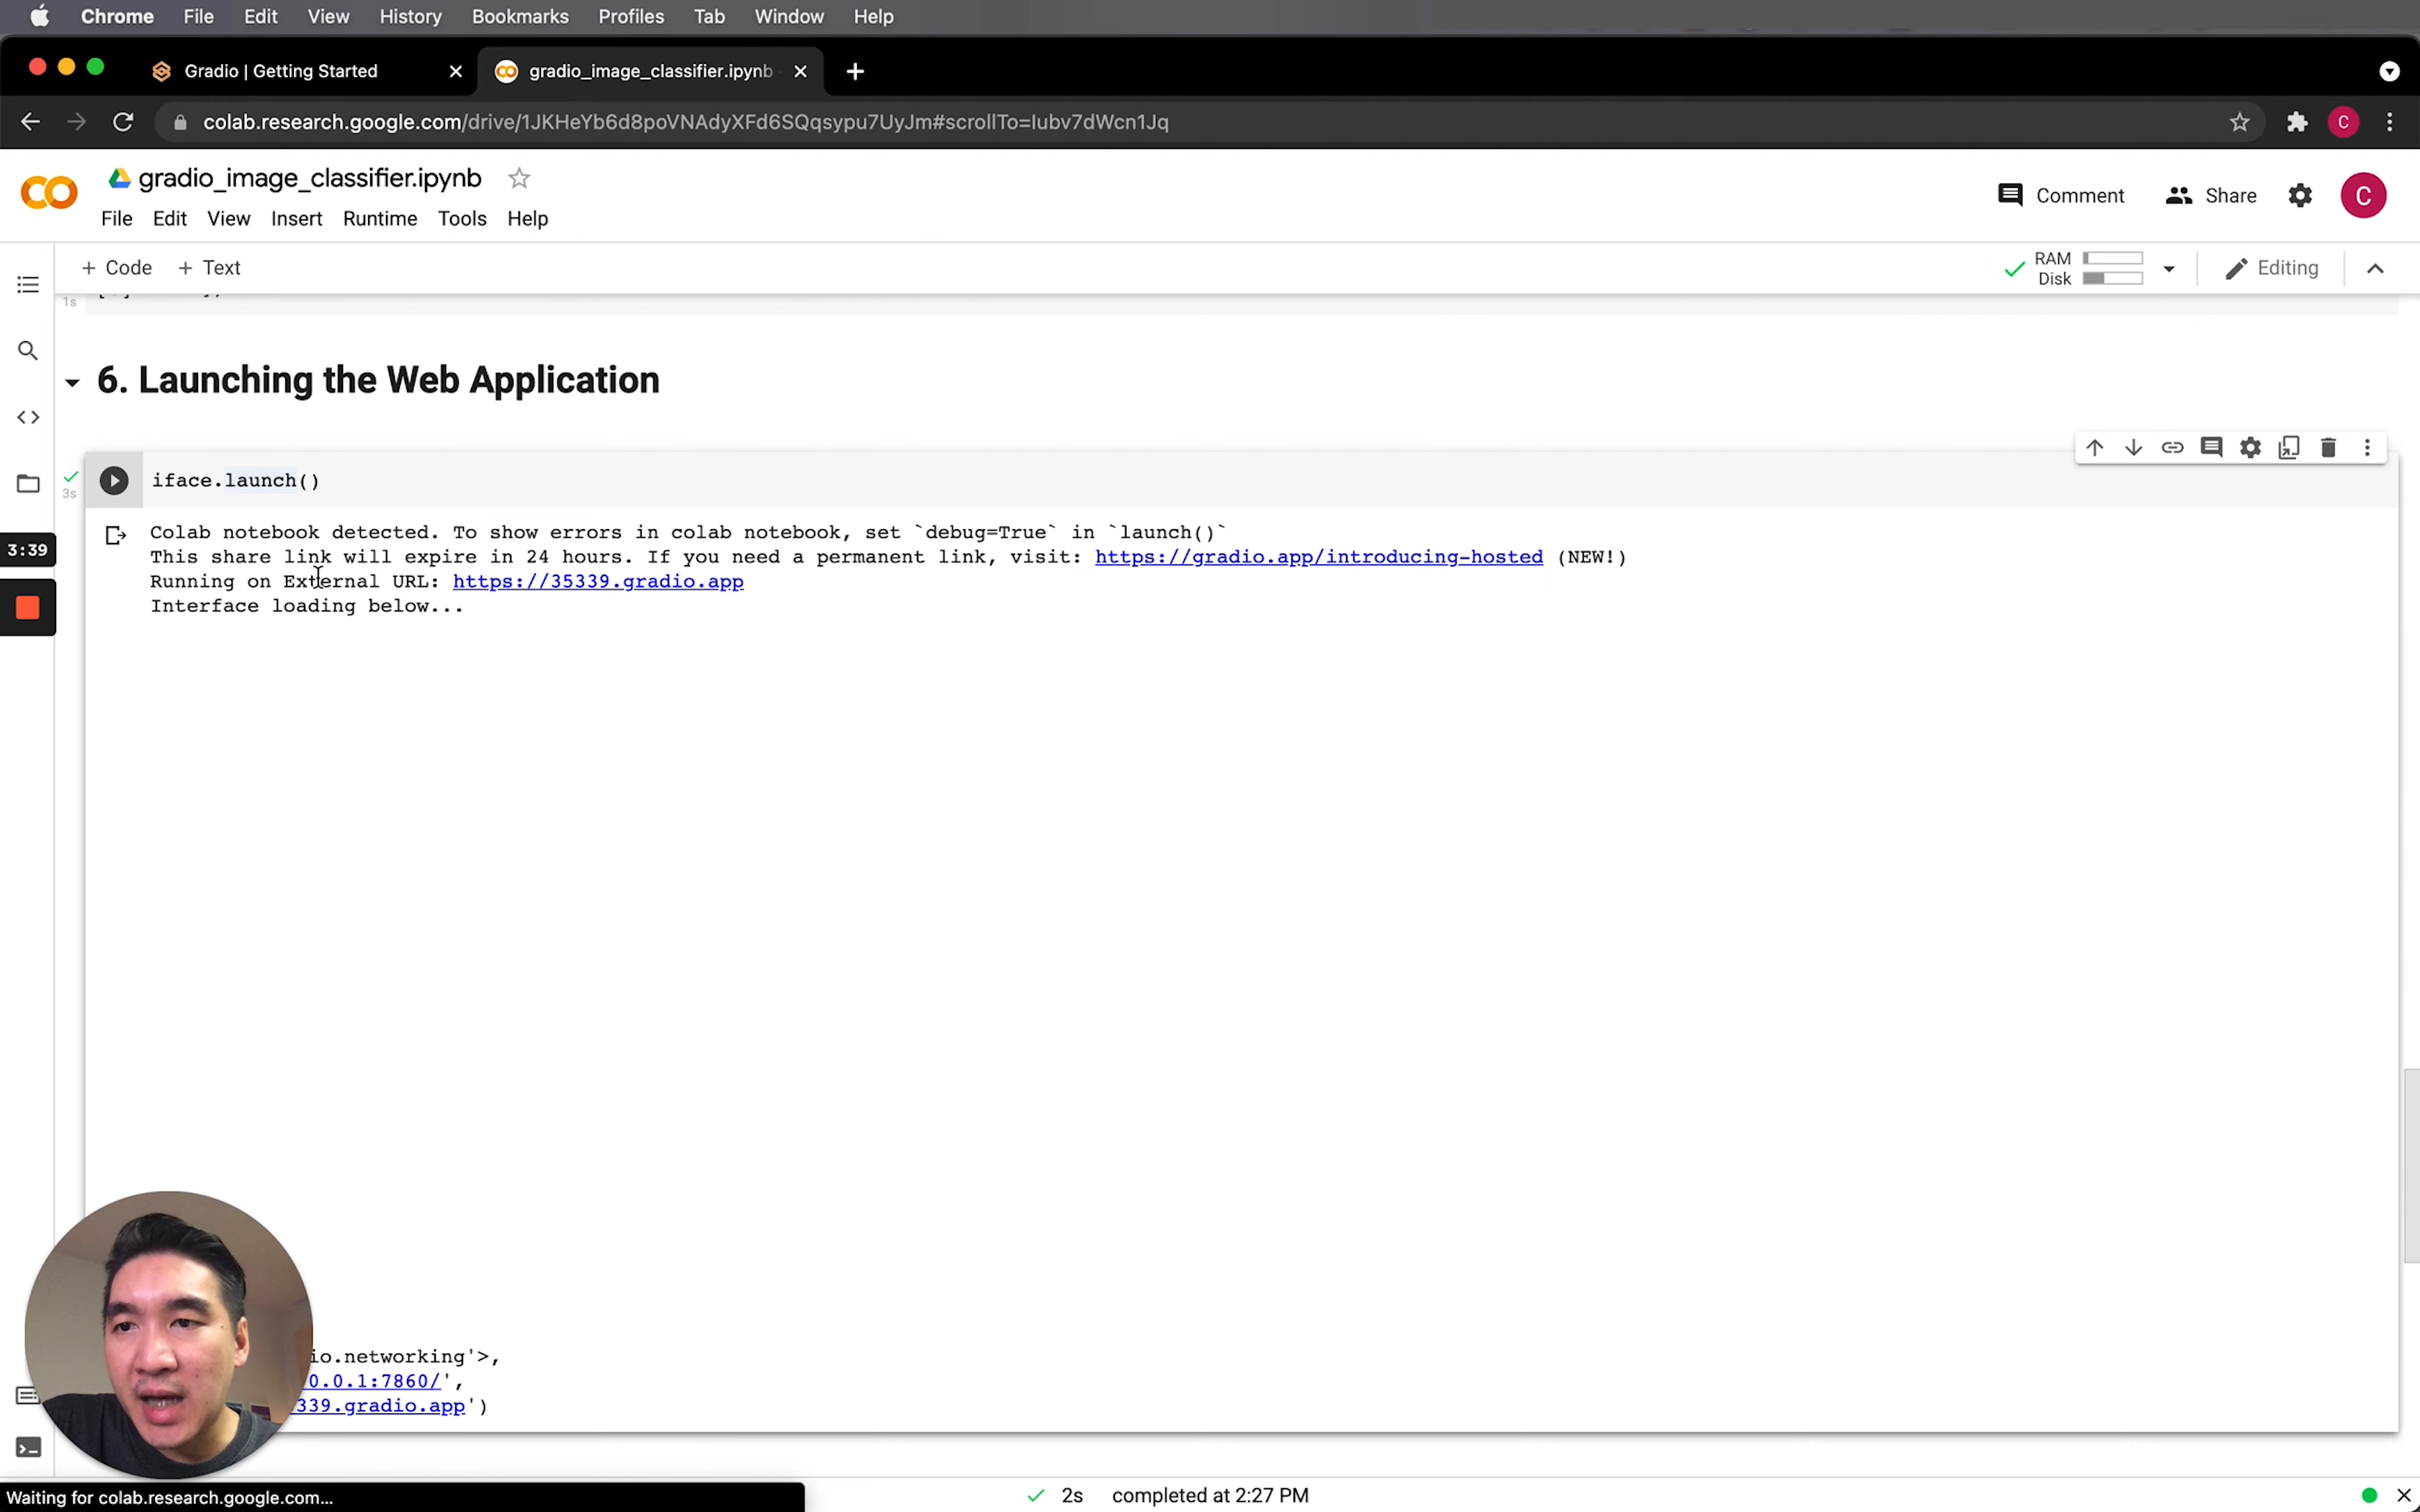 Chrome File Edit View History Bookmarks Profiles Tab Window Help
Gradio | Getting Started
gradio_image_classifier.ipynb
colab.research.google.com/drive/1JKHeYb6d8poVNAdyXFd6SQqsypu7UyJm#scrollTo=Iubv7dWcn1Jq
C
gradio_image_classifier.ipynb
Comment Share C
File Edit View Insert Runtime Tools Help
+ Code + Text
RAM
Disk
Editing
1s
6. Launching the Web Application
iface.launch()
3s
Colab notebook detected. To show errors in colab notebook, set `debug=True` in `launch()`
This share link will expire in 24 hours. If you need a permanent link, visit: https://gradio.app/introducing-hosted (NEW!)
Running on External URL: https://35339.gradio.app
Interface loading below...
3:39
io.networking'>,
0.0.1:7860/',
339.gradio.app')
Waiting for colab.research.google.com...
2s completed at 2:27 PM